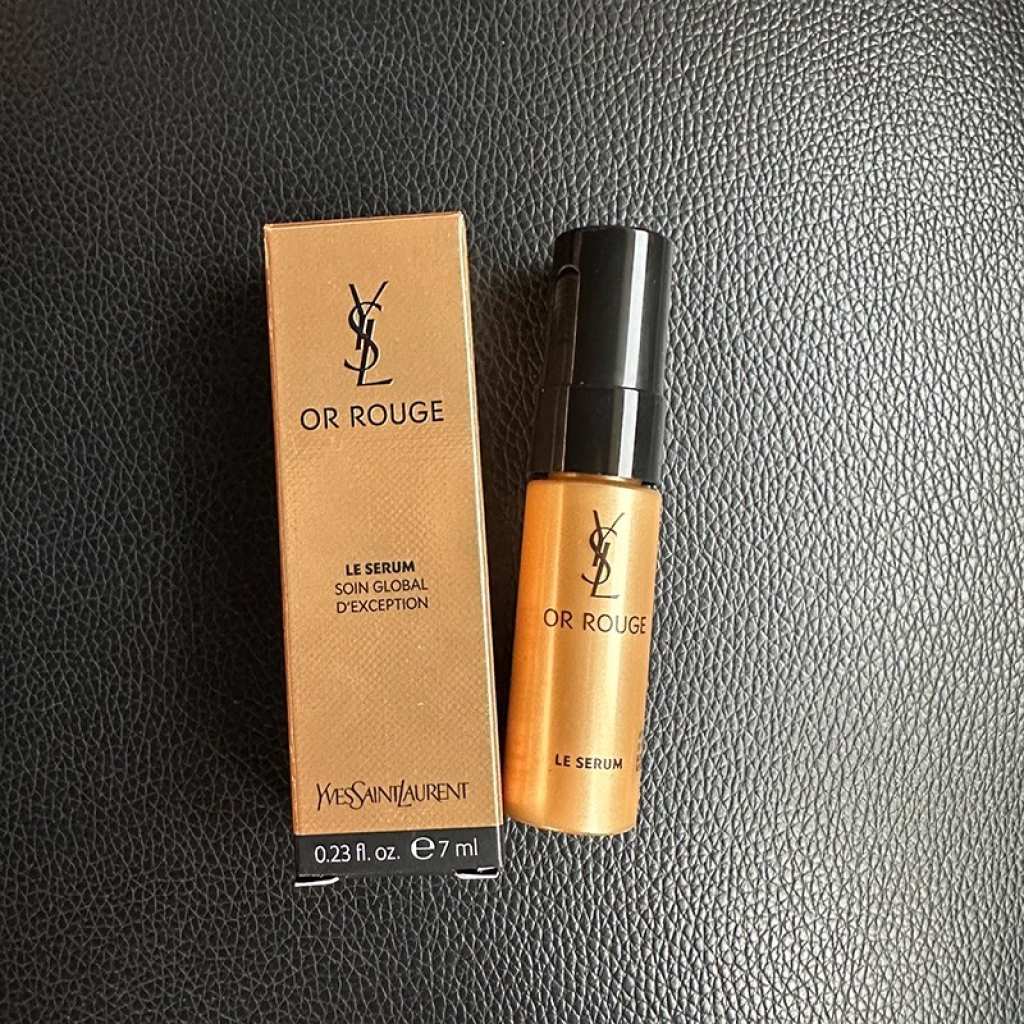 YSL
OR ROUGE
LE SERUM
SOIN GLOBAL
D'EXCEPTION
YVESSAINTLAURENT
0.23 fl. oz. ℮ 7 ml
YSL
OR ROUGE
LE SERUM